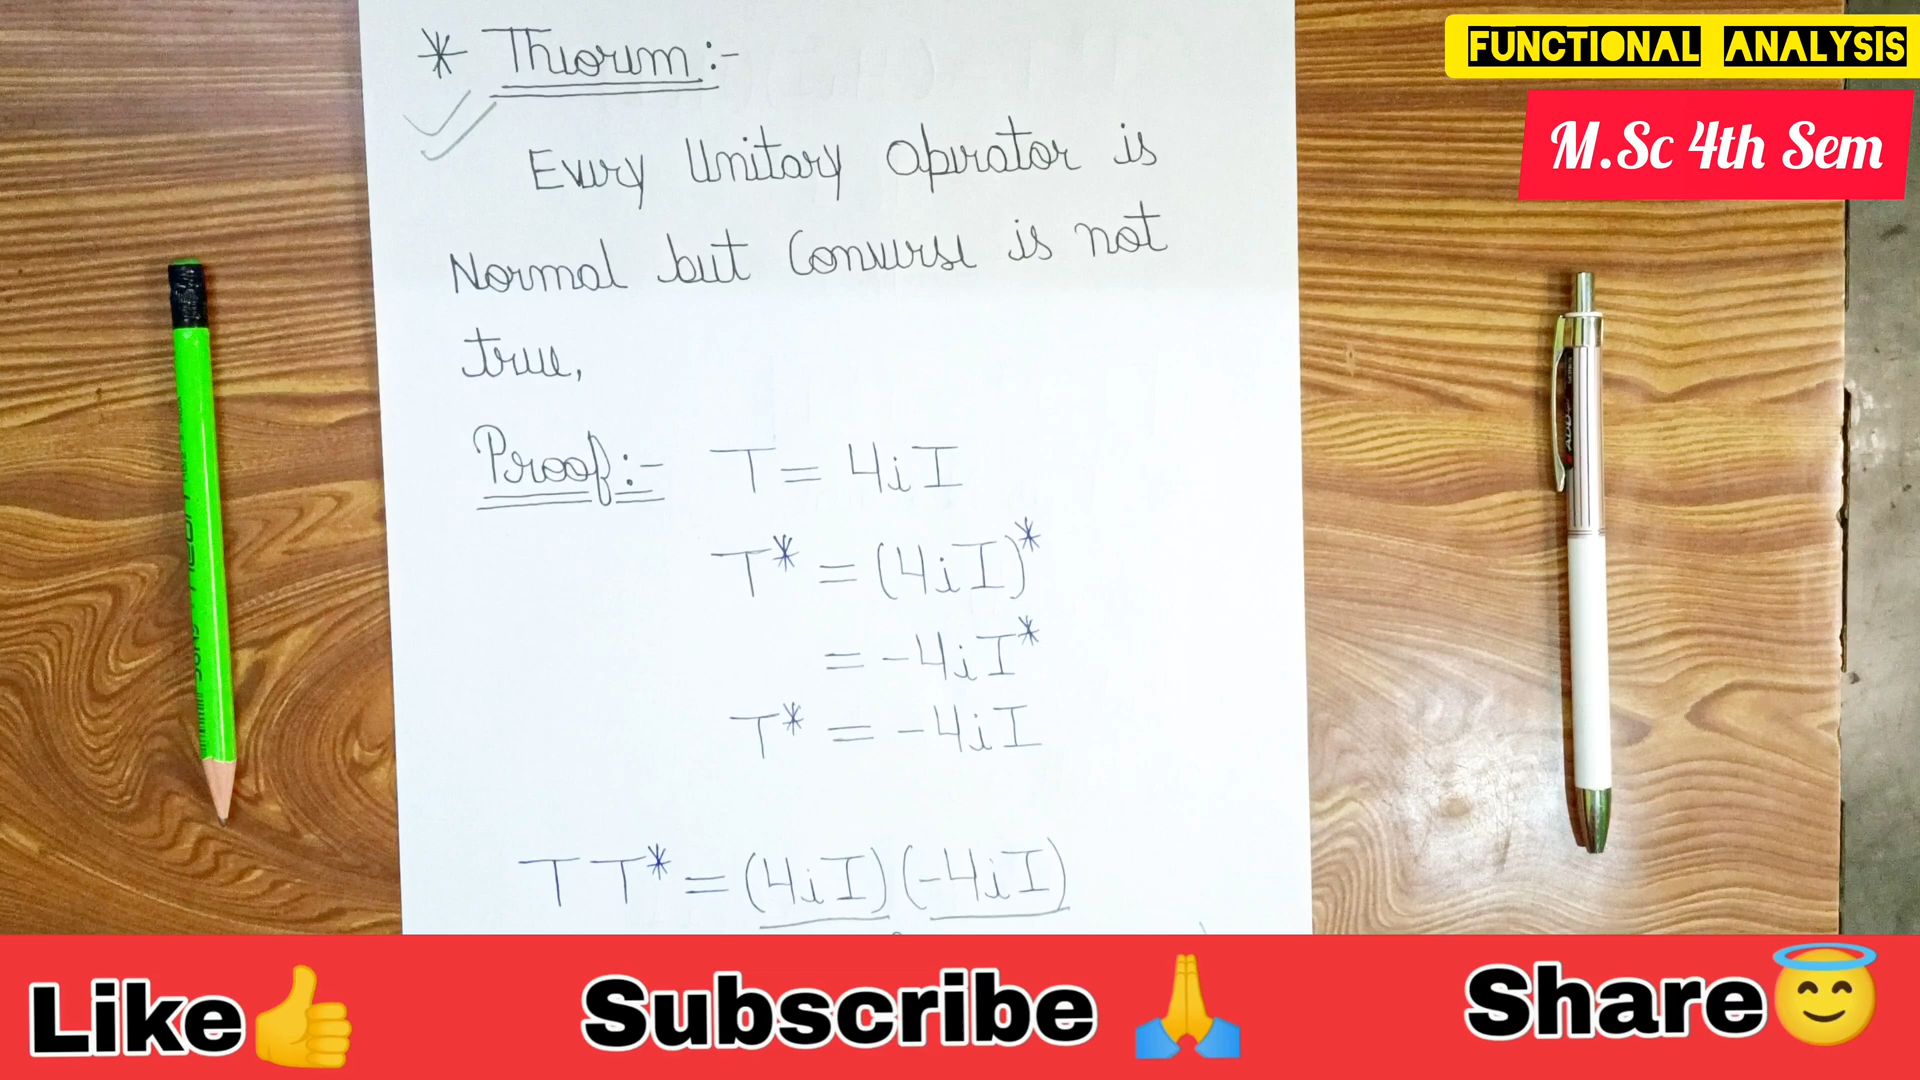 * Theorem :-
Every Unitary operator is
Normal but Converse is not
true,
Proof :- T = 4iI
T* = (4iI)*
= -4iI*
T* = -4iI
TT* = (4iI)(-4iI)
FUNCTIONAL ANALYSIS
M.Sc 4th Sem
Like Subscribe Share